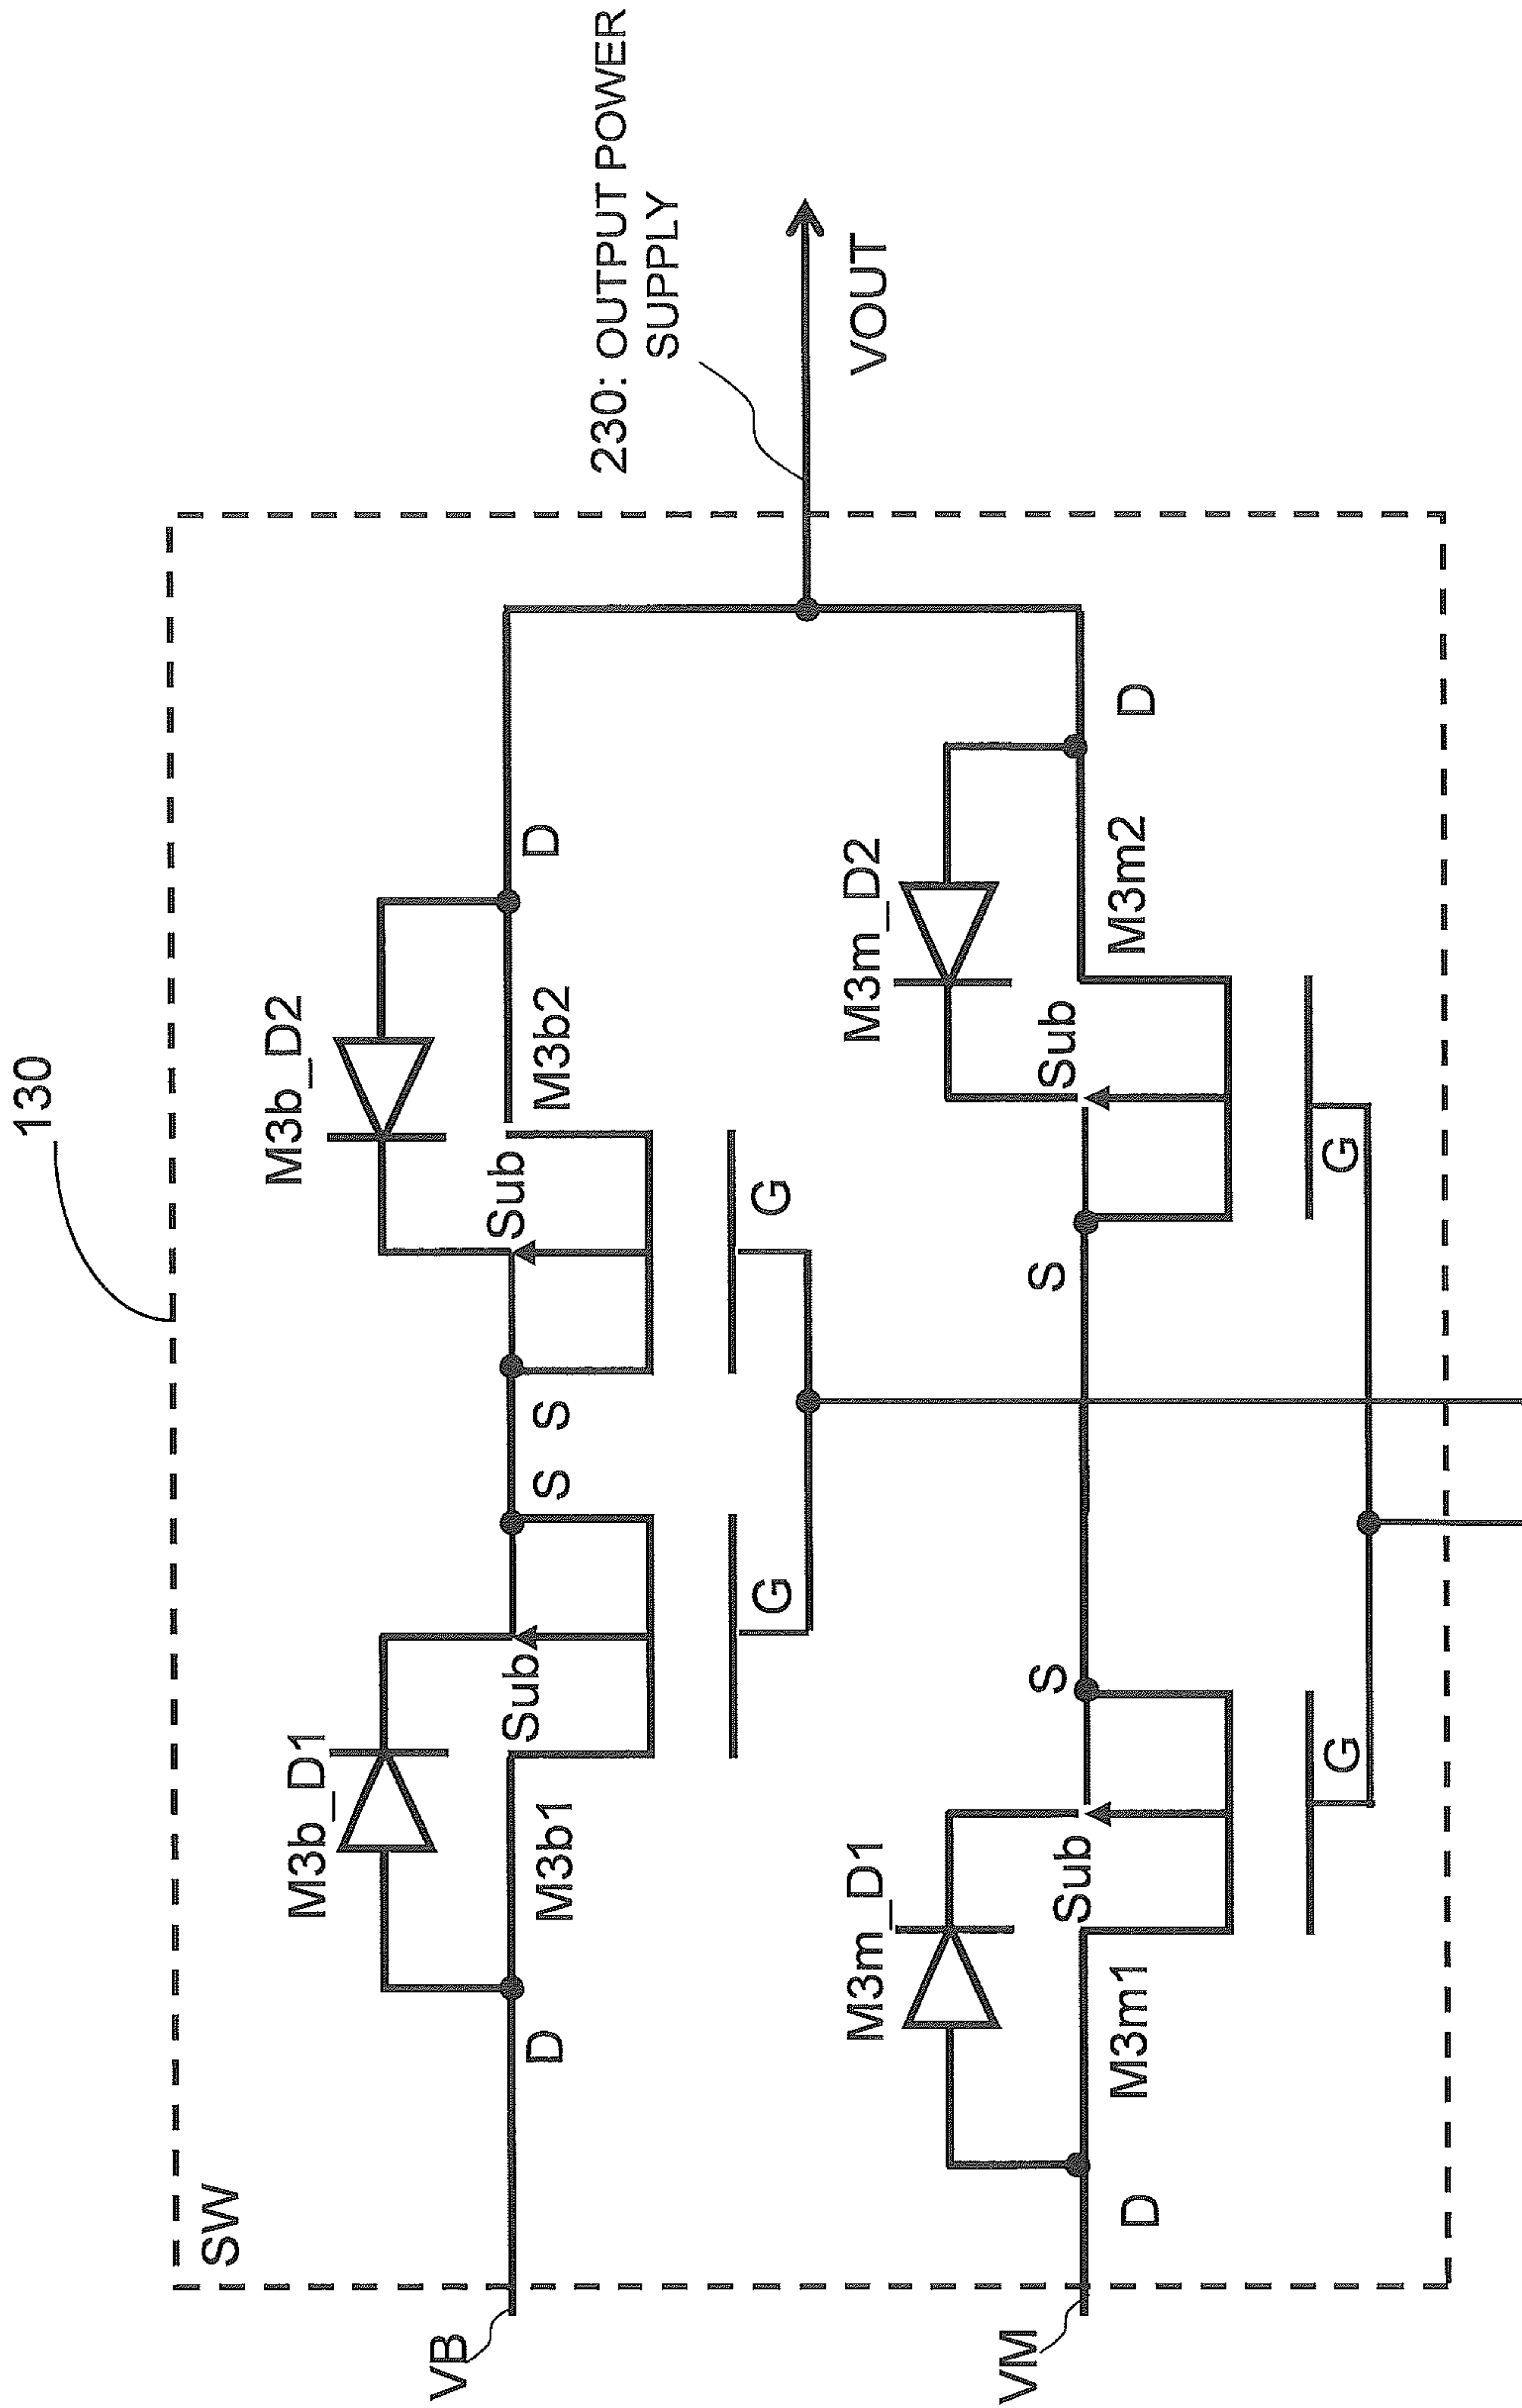 130
SW
230: OUTPUT POWER
SUPPLY
VB
VM
VOUT
M3b_D1
M3b_D2
D
M3b1
Sub
S
S
Sub
M3b2
D
G
G
M3m_D1
M3m_D2
D
M3m1
Sub
S
S
Sub
M3m2
D
G
G